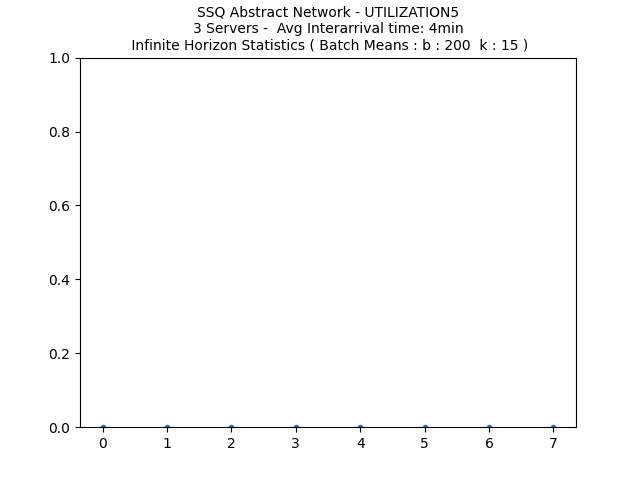 SSQ Abstract Network - UTILIZATION5
3 Servers -  Avg Interarrival time: 4min
Infinite Horizon Statistics ( Batch Means : b : 200  k : 15 )
1.0
0.8
0.6
0.4
0.2
0.0
0 1 2 3 4 5 6 7